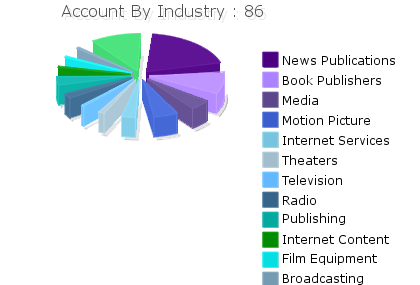 Account By Industry : 86
News Publications
Book Publishers
Media
Motion Picture
Internet Services
Theaters
Television
Radio
Publishing
Internet Content
Film Equipment
Broadcasting